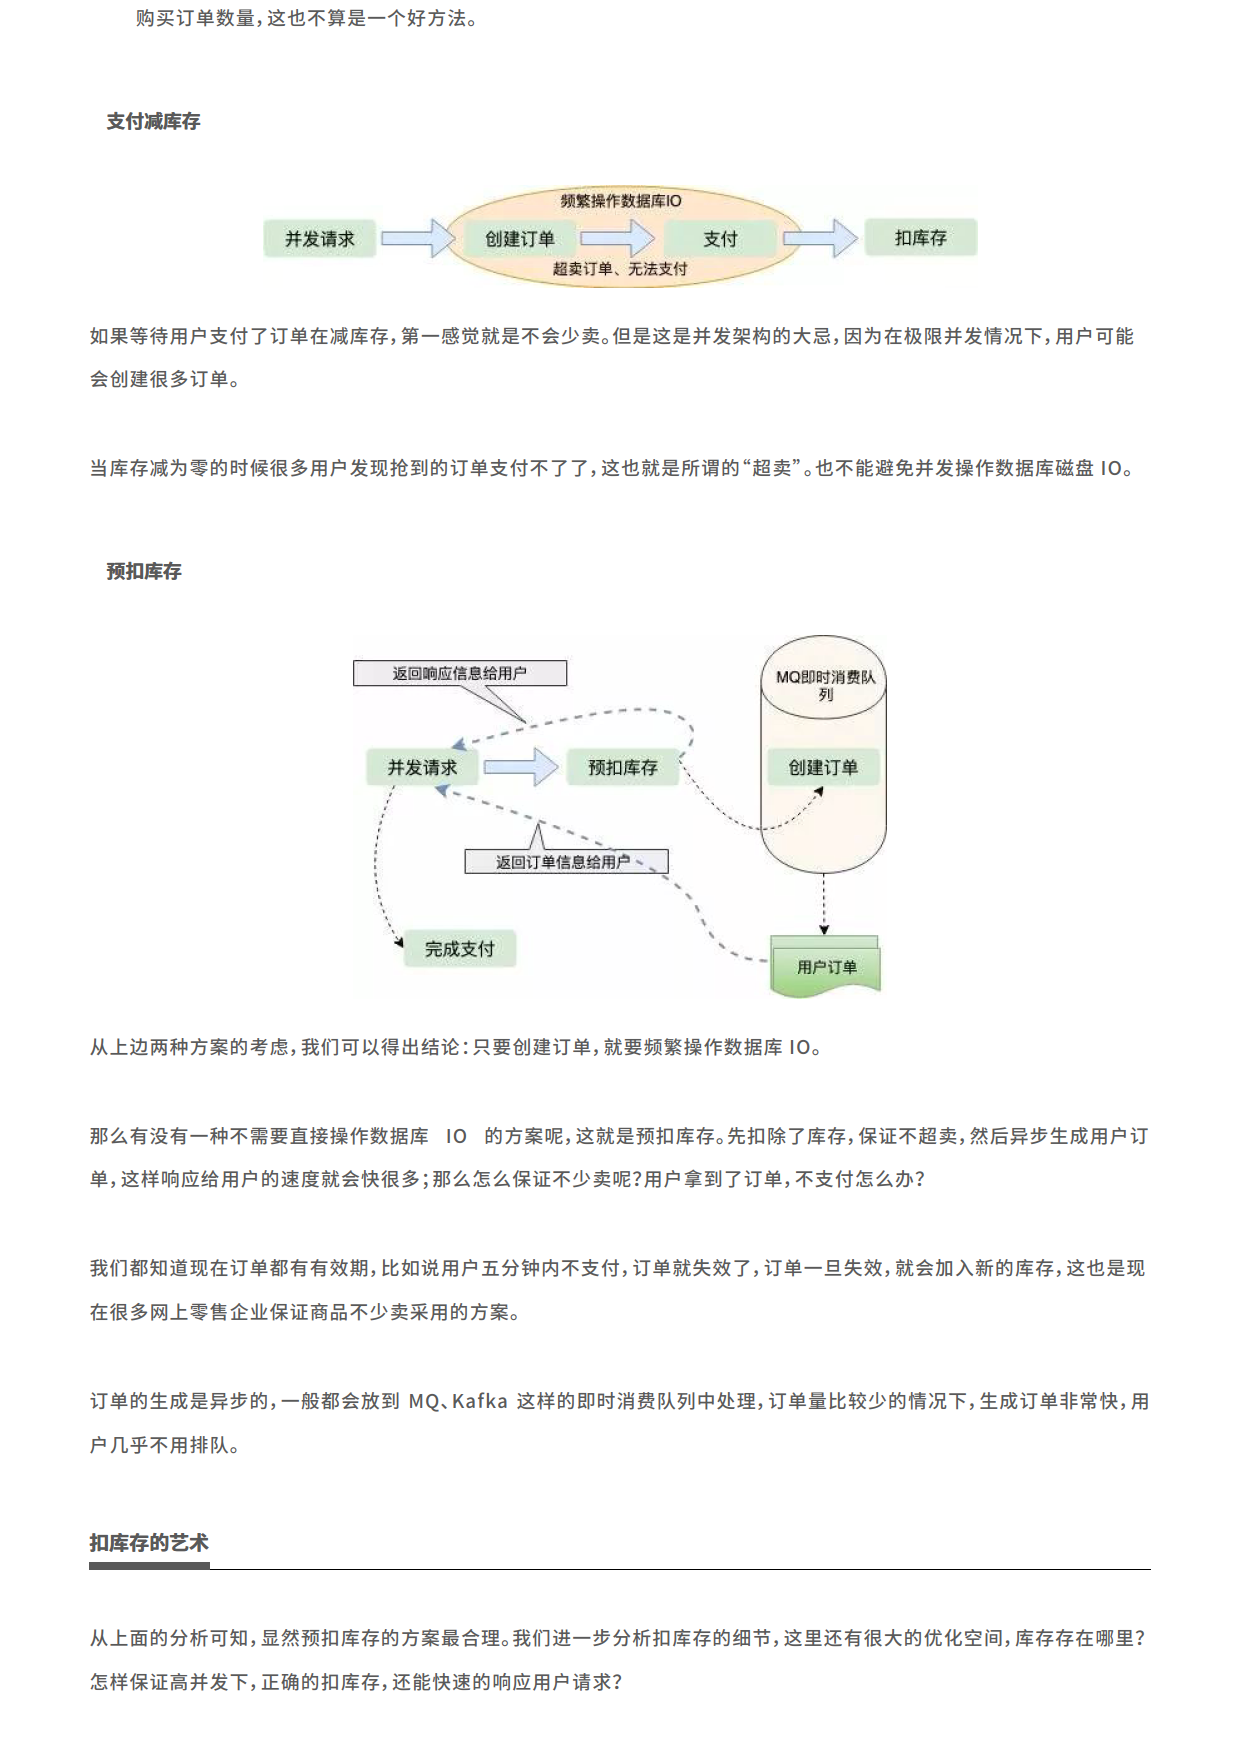 购买订单数量，这也不算是一个好方法。
支付减库存
频繁操作数据库IO
并发请求
创建订单
支付
扣库存
超卖订单、无法支付
如果等待用户支付了订单在减库存，第一感觉就是不会少卖。但是这是并发架构的大忌，因为在极限并发情况下，用户可能
会创建很多订单。
当库存减为零的时候很多用户发现抢到的订单支付不了了，这也就是所谓的“超卖”。也不能避免并发操作数据库磁盘 IO。
预扣库存
返回响应信息给用户
MQ即时消费队
列
并发请求
预扣库存
创建订单
返回订单信息给用户
完成支付
用户订单
从上边两种方案的考虑，我们可以得出结论：只要创建订单，就要频繁操作数据库 IO。
那么有没有一种不需要直接操作数据库 IO 的方案呢，这就是预扣库存。先扣除了库存，保证不超卖，然后异步生成用户订
单，这样响应给用户的速度就会快很多；那么怎么保证不少卖呢？用户拿到了订单，不支付怎么办？
我们都知道现在订单都有有效期，比如说用户五分钟内不支付，订单就失效了，订单一旦失效，就会加入新的库存，这也是现
在很多网上零售企业保证商品不少卖采用的方案。
订单的生成是异步的，一般都会放到 MQ、Kafka 这样的即时消费队列中处理，订单量比较少的情况下，生成订单非常快，用
户几乎不用排队。
扣库存的艺术
从上面的分析可知，显然预扣库存的方案最合理。我们进一步分析扣库存的细节，这里还有很大的优化空间，库存存在哪里？
怎样保证高并发下，正确的扣库存，还能快速的响应用户请求？